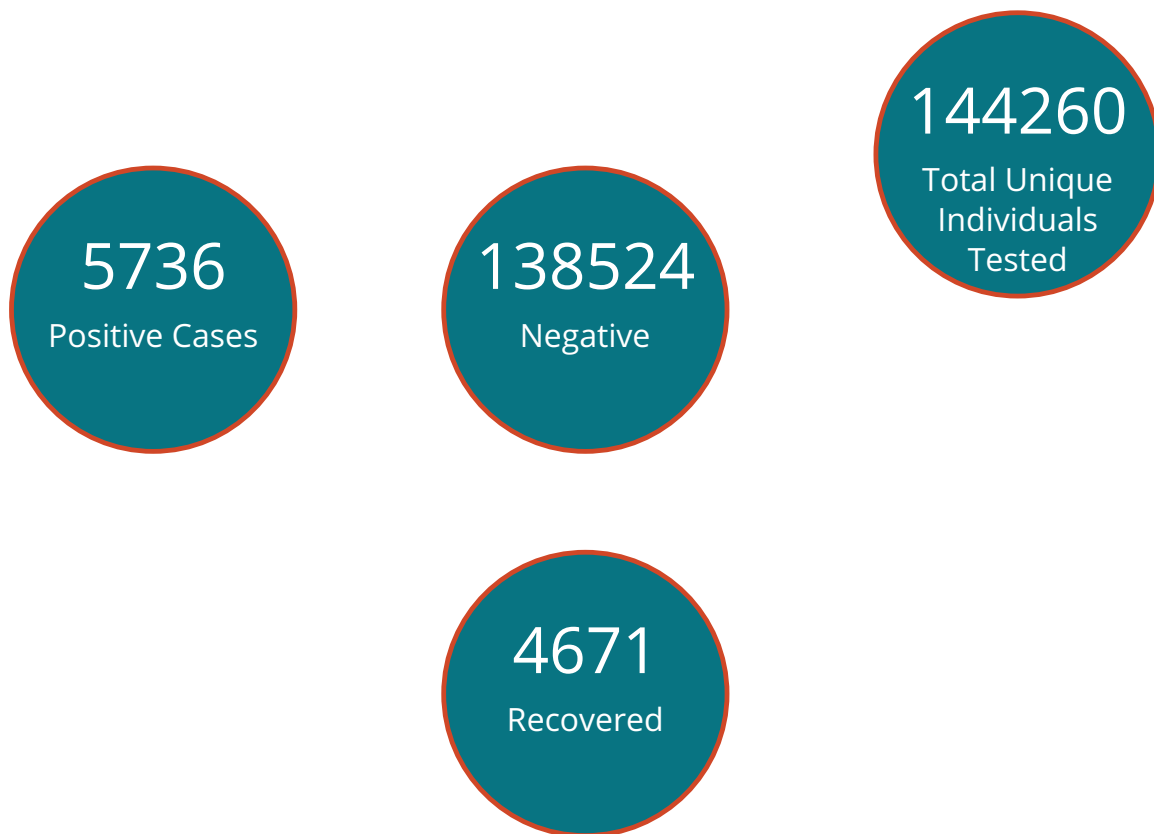 144260
Total Unique
Individuals
Tested
5736
Positive Cases
138524
Negative
4671
Recovered